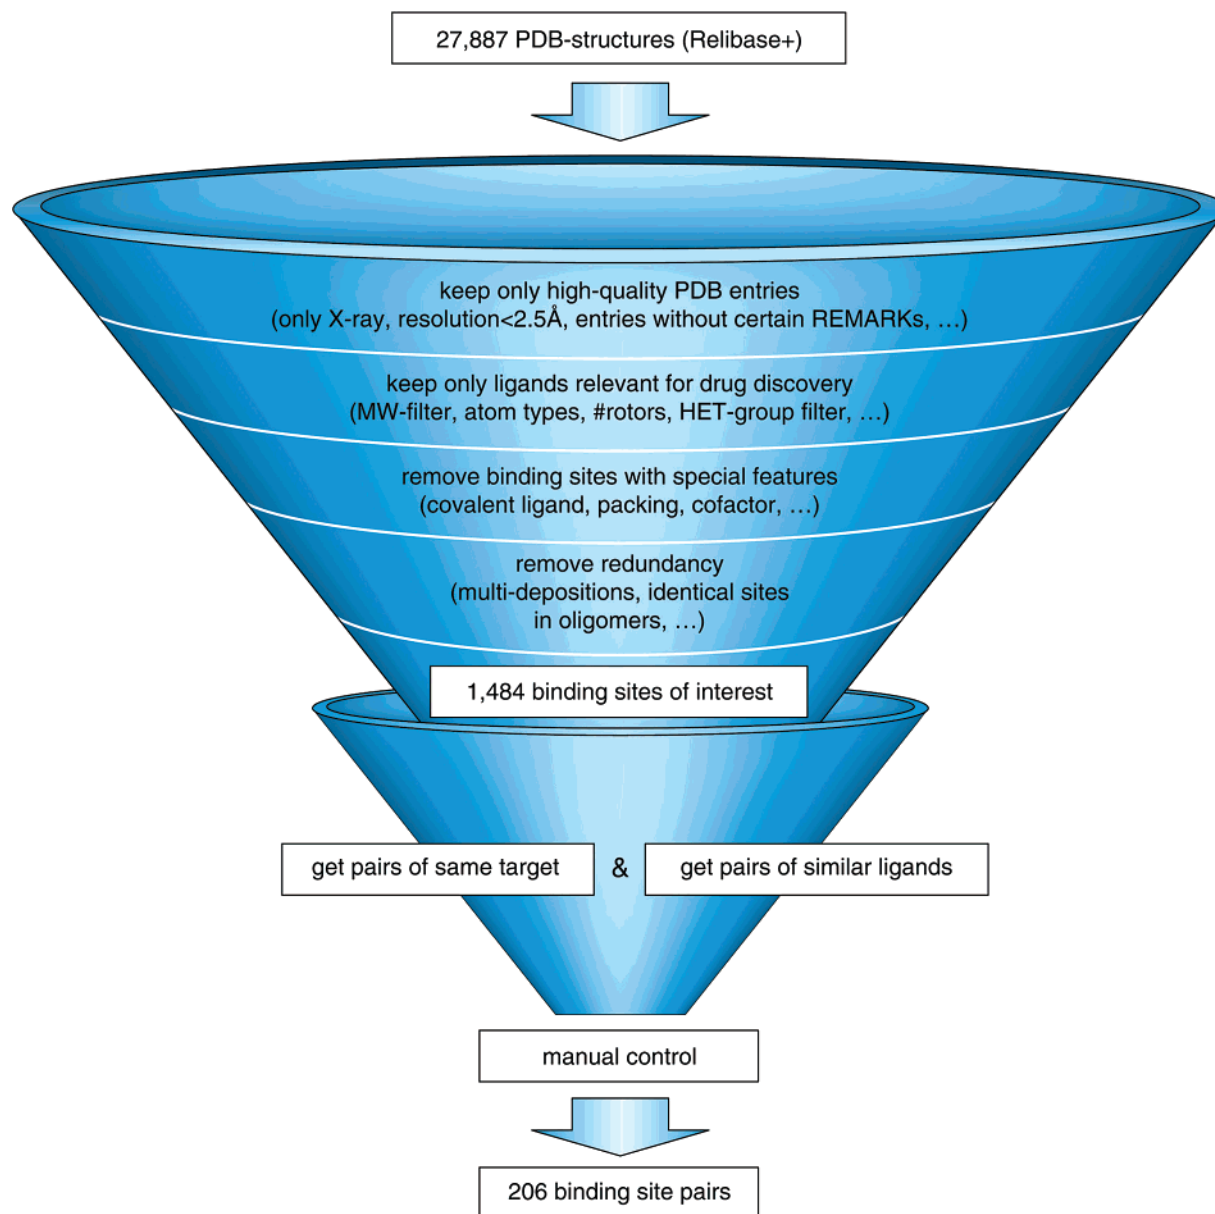 27,887 PDB-structures (Relibase+)
keep only high-quality PDB entries
(only X-ray, resolution<2.5Å, entries without certain REMARKs, …)
keep only ligands relevant for drug discovery
(MW-filter, atom types, #rotors, HET-group filter, …)
remove binding sites with special features
(covalent ligand, packing, cofactor, …)
remove redundancy
(multi-depositions, identical sites
in oligomers, …)
1,484 binding sites of interest
get pairs of same target & get pairs of similar ligands
manual control
206 binding site pairs